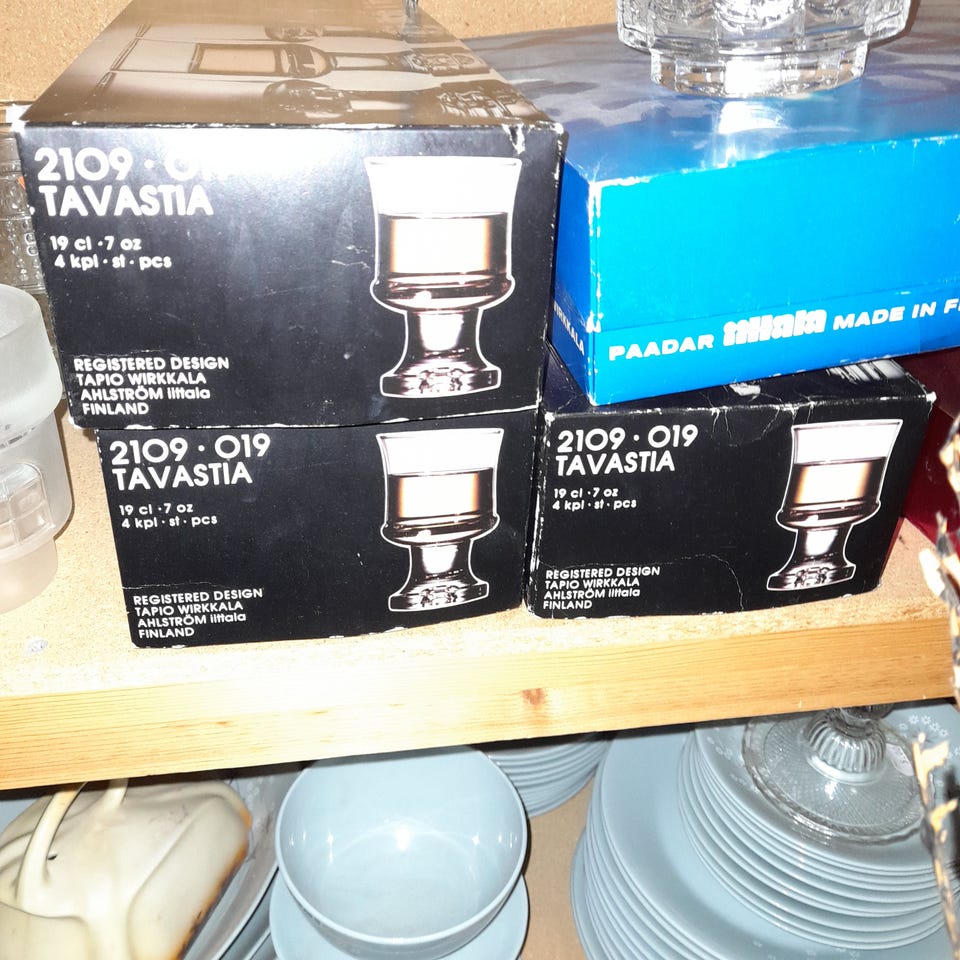 2109 · 019
TAVASTIA
19 cl · 7 oz
4 kpl · st · pcs
REGISTERED DESIGN
TAPIO WIRKKALA
AHLSTRÖM iittala
FINLAND
PAADAR iittala MADE IN
2109 · 019
TAVASTIA
19 cl · 7 oz
4 kpl · st · pcs
REGISTERED DESIGN
TAPIO WIRKKALA
AHLSTRÖM iittala
FINLAND
2109 · 019
TAVASTIA
19 cl · 7 oz
4 kpl · st · pcs
REGISTERED DESIGN
TAPIO WIRKKALA
AHLSTRÖM iittala
FINLAND